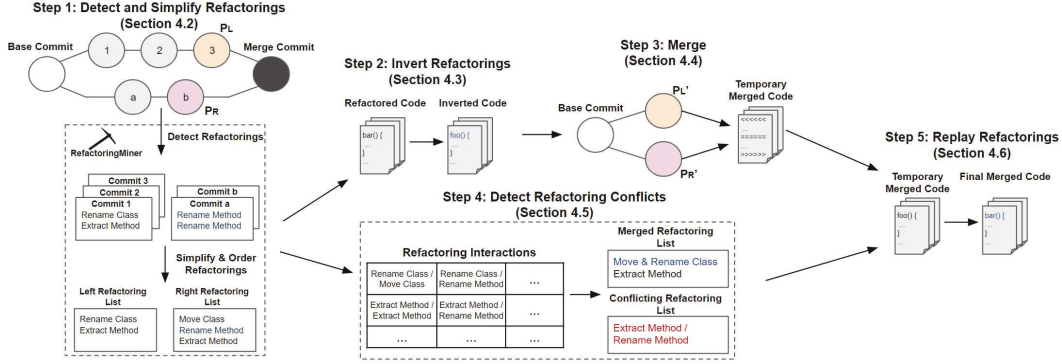 Step 1: Detect and Simplify Refactorings
(Section 4.2)
Base Commit
1
2
3
PL
Merge Commit
a
b
PR
RefactoringMiner
Detect Refactorings
Commit 3
Commit 2
Commit 1
Rename Class
Extract Method
Commit b
Commit a
Rename Method
Rename Method
Simplify & Order
Refactorings
Left Refactoring
List
Rename Class
Extract Method
Right Refactoring
List
Move Class
Rename Method
Extract Method
Step 2: Invert Refactorings
(Section 4.3)
Refactored Code
bar() {
...
}
...
Inverted Code
foo() {
...
}
...
Step 3: Merge
(Section 4.4)
Base Commit
PL'
PR'
Temporary
Merged Code
<<<<<<
...
======
...
>>>>>>
Step 4: Detect Refactoring Conflicts
(Section 4.5)
Refactoring Interactions
Rename Class /
Move Class
Rename Class /
Rename Method
...
Extract Method /
Extract Method
Extract Method /
Rename Method
...
...
...
...
Merged Refactoring
List
Move & Rename Class
Extract Method
Conflicting Refactoring
List
Extract Method /
Rename Method
Step 5: Replay Refactorings
(Section 4.6)
Temporary
Merged Code
foo() {
...
}
...
Final Merged Code
bar() {
...
}
...